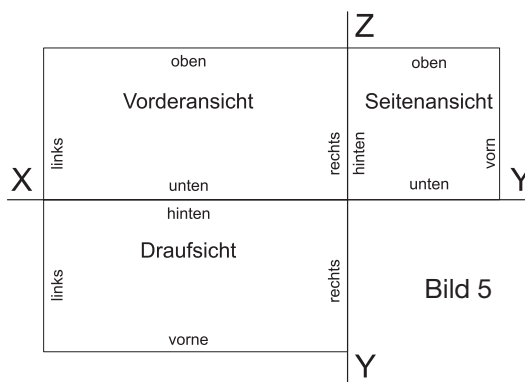 Z
oben
oben
Vorderansicht
Seitenansicht
links
rechts
hinten
vorn
X
unten
unten
Y
hinten
Draufsicht
links
rechts
Bild 5
vorne
Y